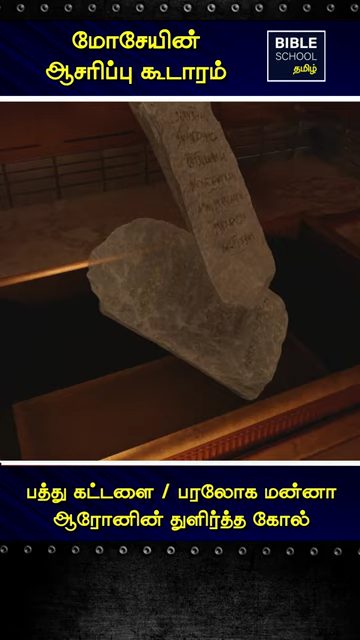 மோசேயின்
ஆசரிப்பு கூடாரம்
BIBLE
SCHOOL
தமிழ்
பத்து கட்டளை / பரலோக மன்னா
ஆரோனின் துளிர்த்த கோல்